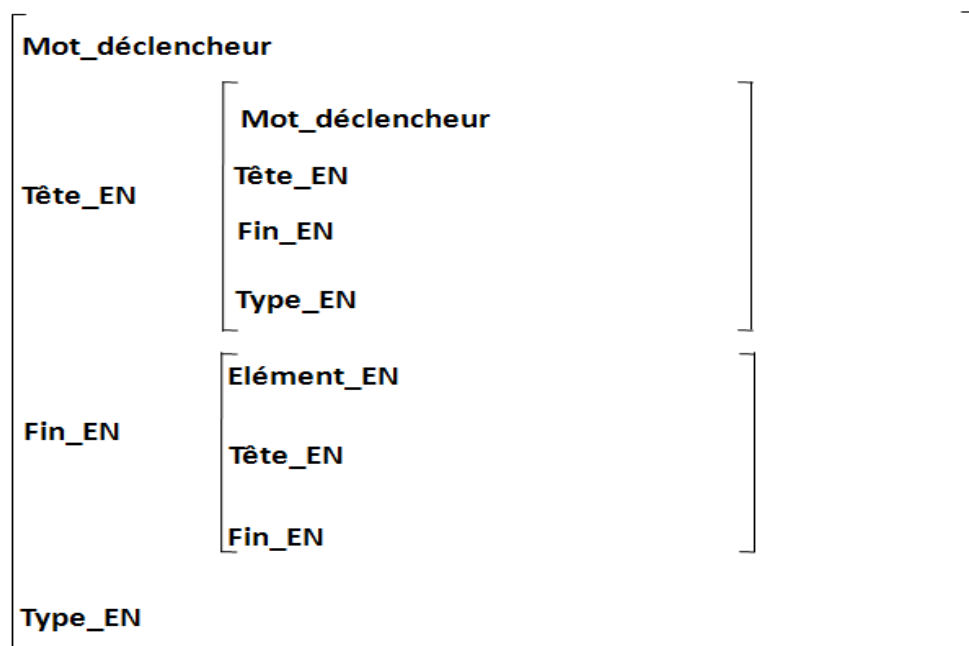 Mot_déclencheur
Mot_déclencheur
Tête_EN
Tête_EN
Fin_EN
Type_EN
Elément_EN
Fin_EN
Tête_EN
Fin_EN
Type_EN